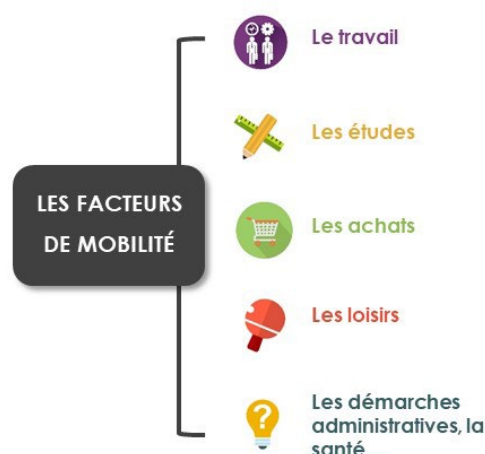 LES FACTEURS
DE MOBILITÉ
Le travail
Les études
Les achats
Les loisirs
Les démarches
administratives, la
santé